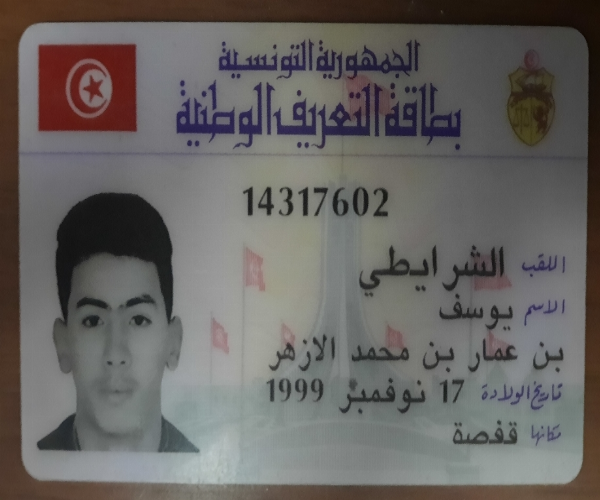 الجمهورية التونسية
بطاقة التعريف الوطنية
14317602
اللقب الشرايطي
الاسم يوسف
بن عمار بن محمد الازهر
تاريخ الولادة 17 نوفمبر 1999
مكانها قفصة